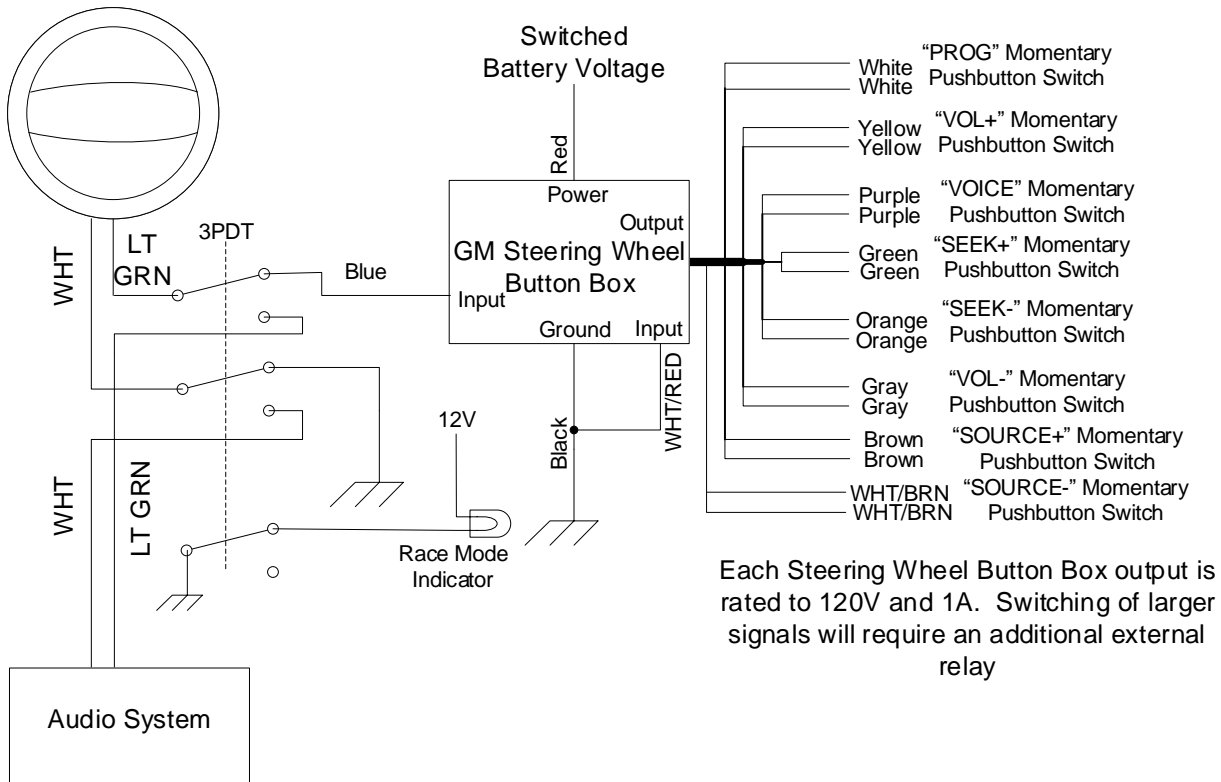 Switched
Battery Voltage
Red
Power
Output
GM Steering Wheel
Button Box
Input
Ground
Input
WHT
LT
GRN
3PDT
Blue
WHT
LT GRN
12V
Race Mode
Indicator
Black
WHT/RED
Audio System
White
White
“PROG” Momentary
Pushbutton Switch
Yellow
Yellow
“VOL+” Momentary
Pushbutton Switch
Purple
Purple
“VOICE” Momentary
Pushbutton Switch
Green
Green
“SEEK+” Momentary
Pushbutton Switch
Orange
Orange
“SEEK-” Momentary
Pushbutton Switch
Gray
Gray
“VOL-” Momentary
Pushbutton Switch
Brown
Brown
“SOURCE+” Momentary
Pushbutton Switch
WHT/BRN
WHT/BRN
“SOURCE-” Momentary
Pushbutton Switch
Each Steering Wheel Button Box output is
rated to 120V and 1A.  Switching of larger
signals will require an additional external
relay